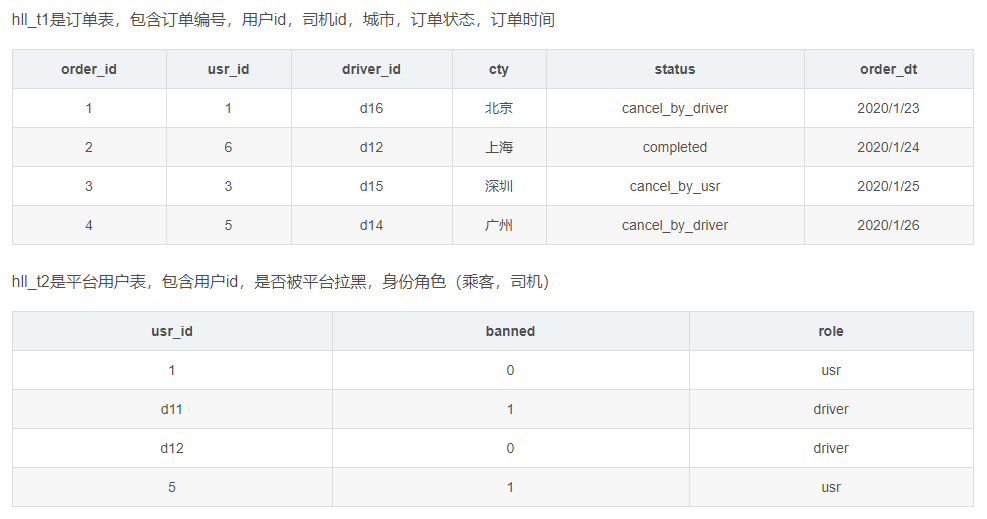 hll_t1是订单表，包含订单编号，用户id，司机id，城市，订单状态，订单时间
order_id usr_id driver_id cty status order_dt
1 1 d16 北京 cancel_by_driver 2020/1/23
2 6 d12 上海 completed 2020/1/24
3 3 d15 深圳 cancel_by_usr 2020/1/25
4 5 d14 广州 cancel_by_driver 2020/1/26
hll_t2是平台用户表，包含用户id，是否被平台拉黑，身份角色（乘客，司机）
usr_id banned role
1 0 usr
d11 1 driver
d12 0 driver
5 1 usr